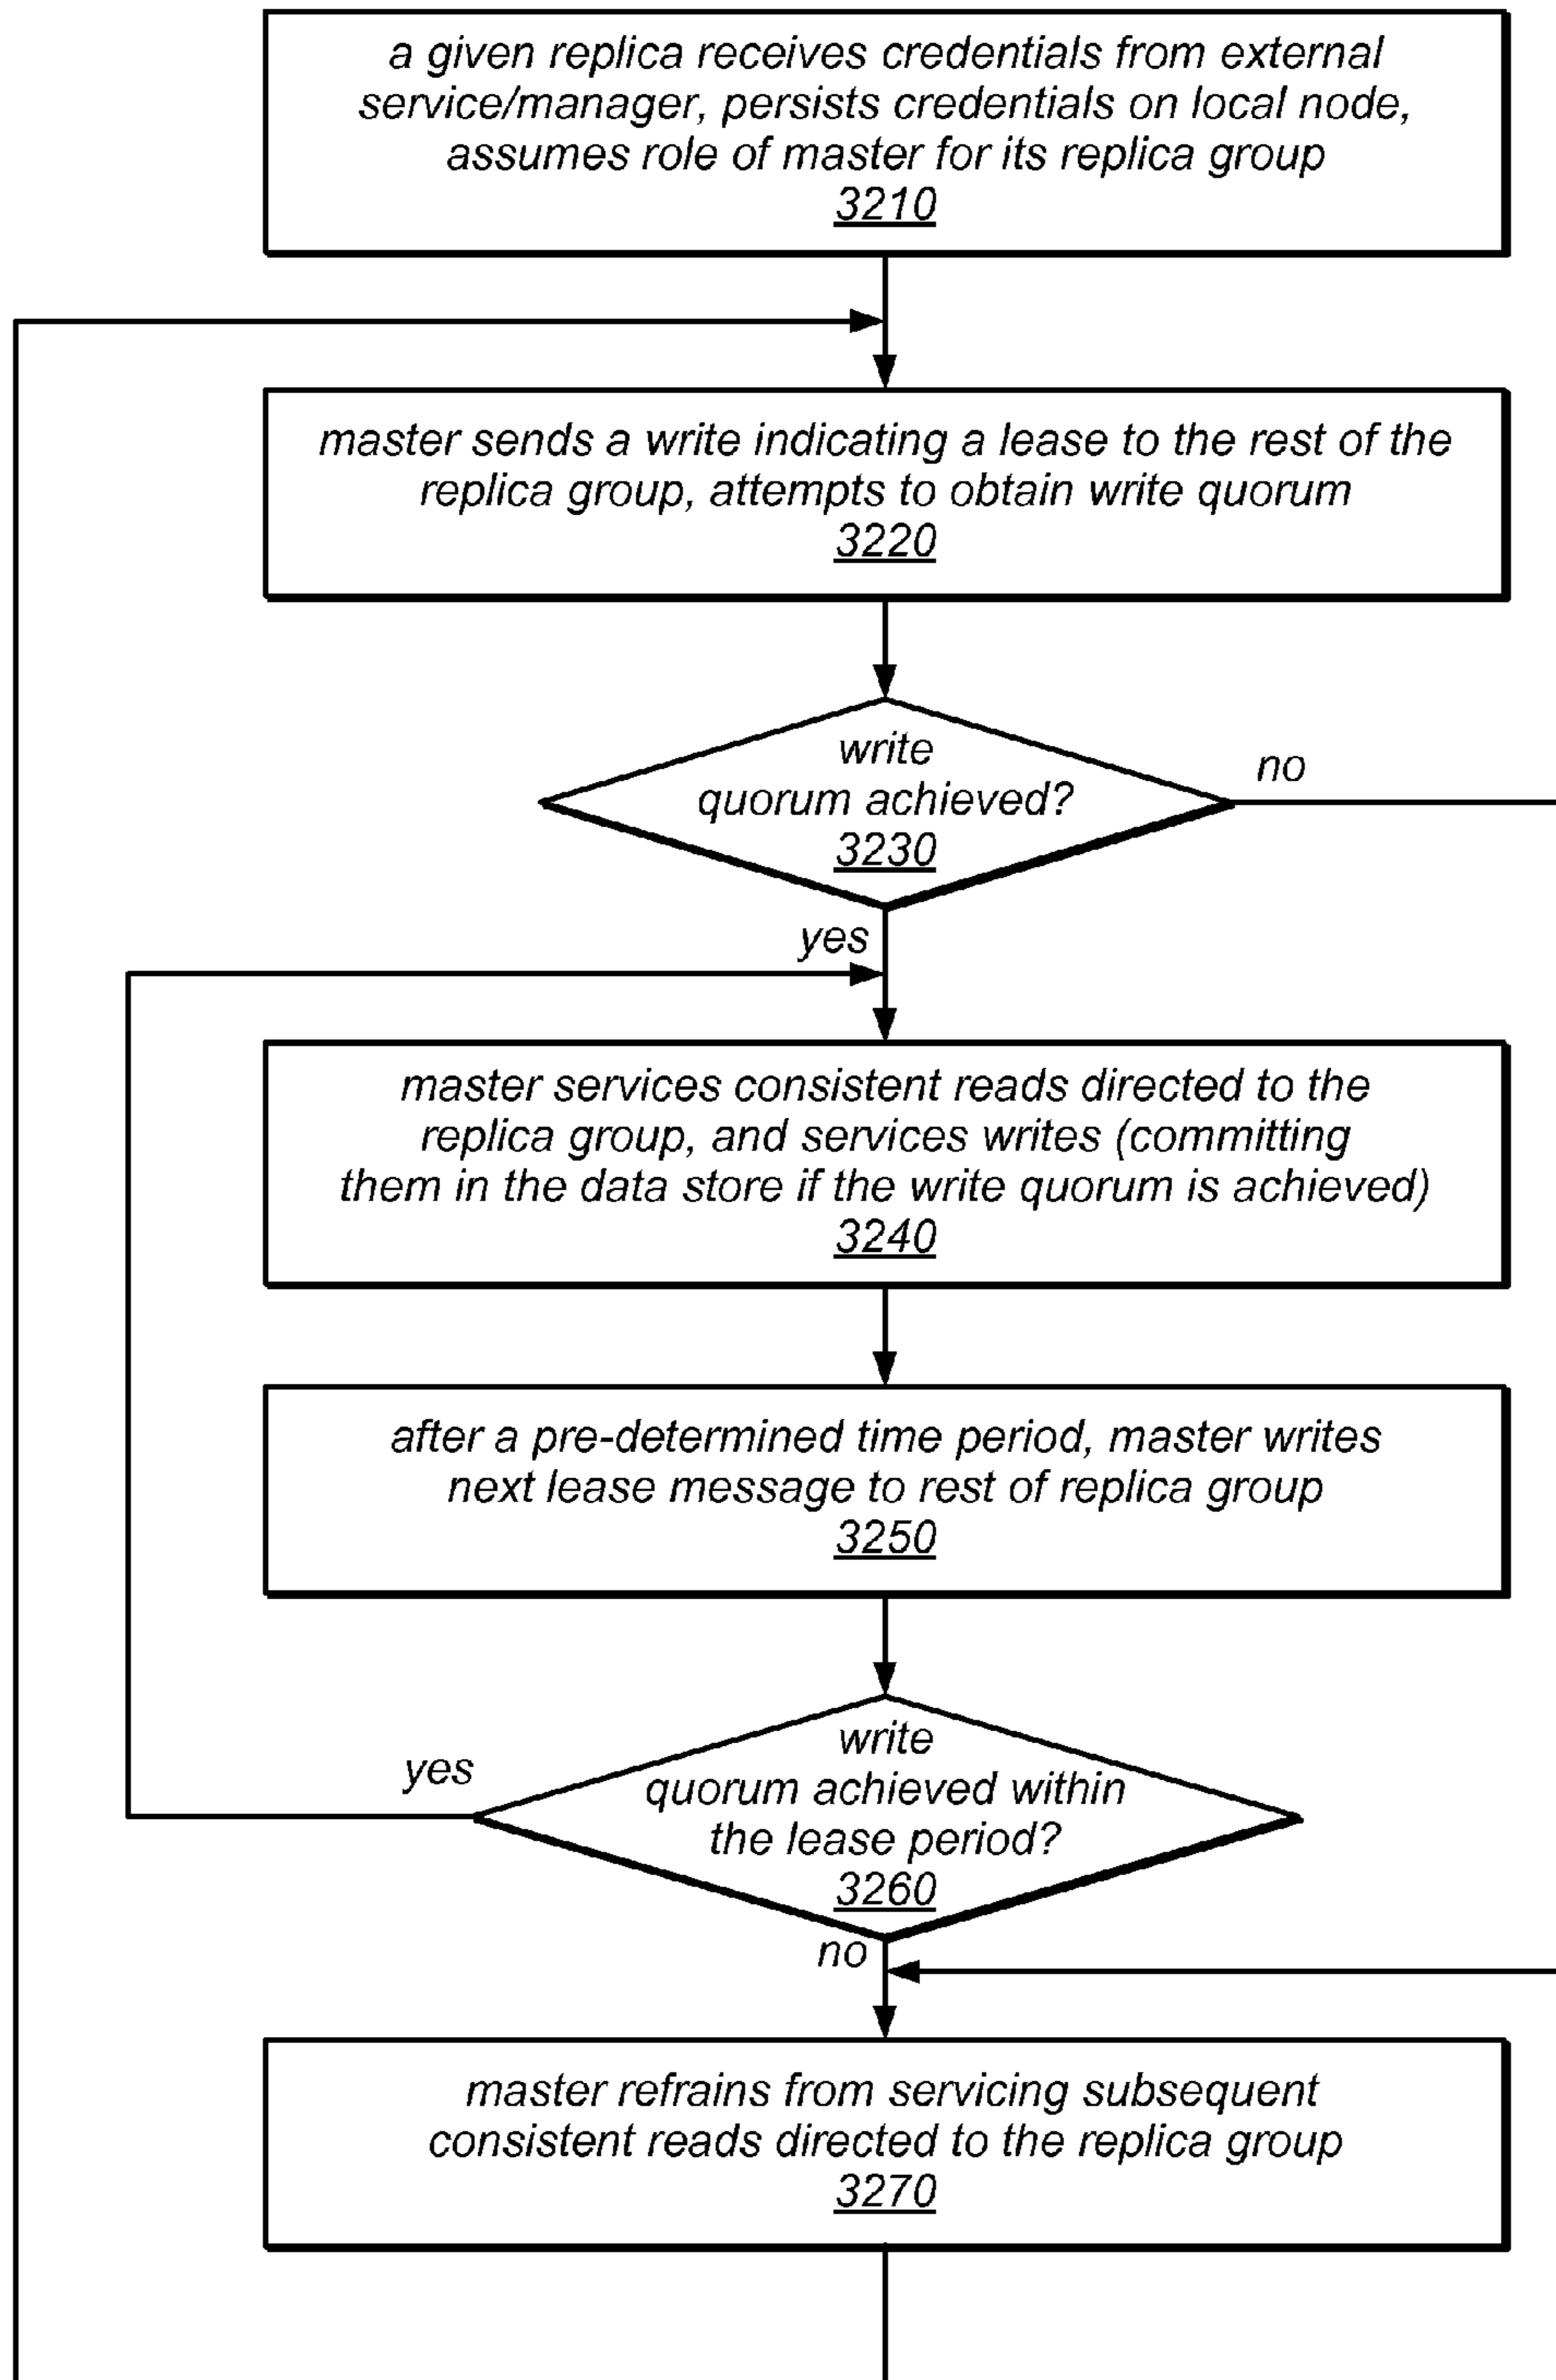 a given replica receives credentials from external
service/manager, persists credentials on local node,
assumes role of master for its replica group
3210
master sends a write indicating a lease to the rest of the
replica group, attempts to obtain write quorum
3220
write
quorum achieved?
3230
no
yes
master services consistent reads directed to the
replica group, and services writes (committing
them in the data store if the write quorum is achieved)
3240
after a pre-determined time period, master writes
next lease message to rest of replica group
3250
write
quorum achieved within
the lease period?
3260
yes
no
master refrains from servicing subsequent
consistent reads directed to the replica group
3270